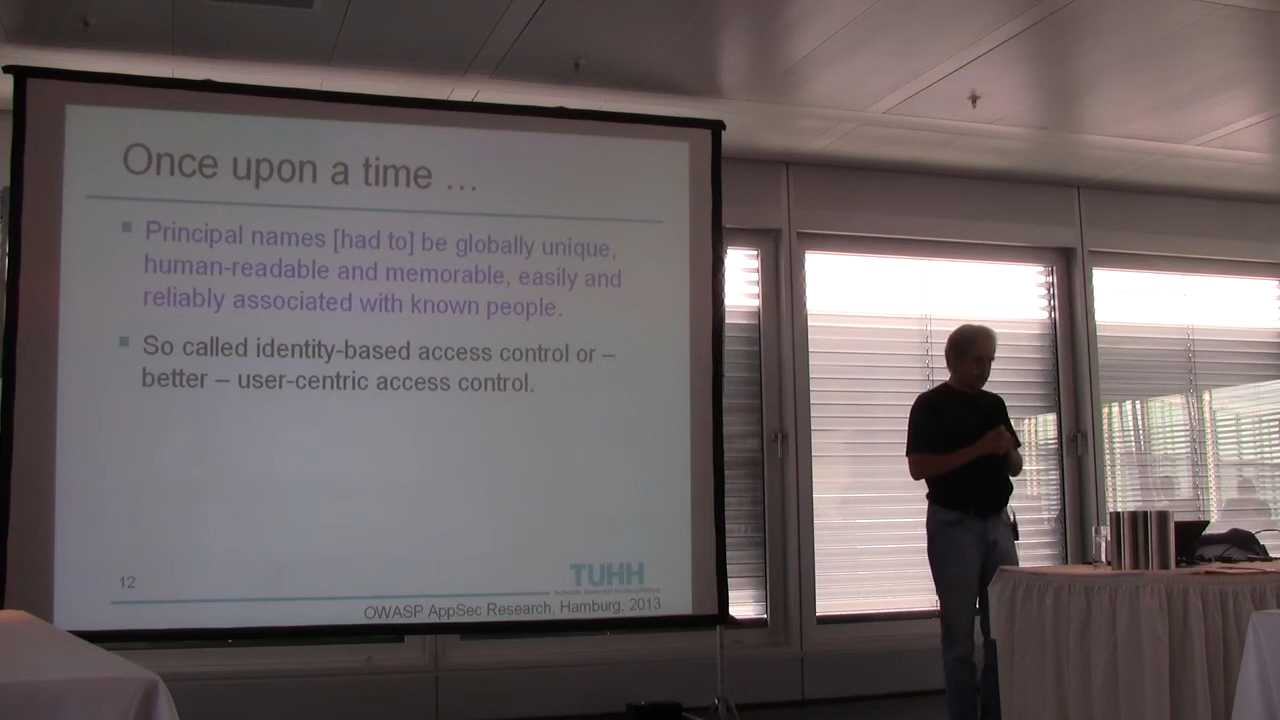 Once upon a time ...
Principal names [had to] be globally unique,
human-readable and memorable, easily and
reliably associated with known people.
So called identity-based access control or –
better – user-centric access control.
12
TUHH
OWASP AppSec Research, Hamburg, 2013